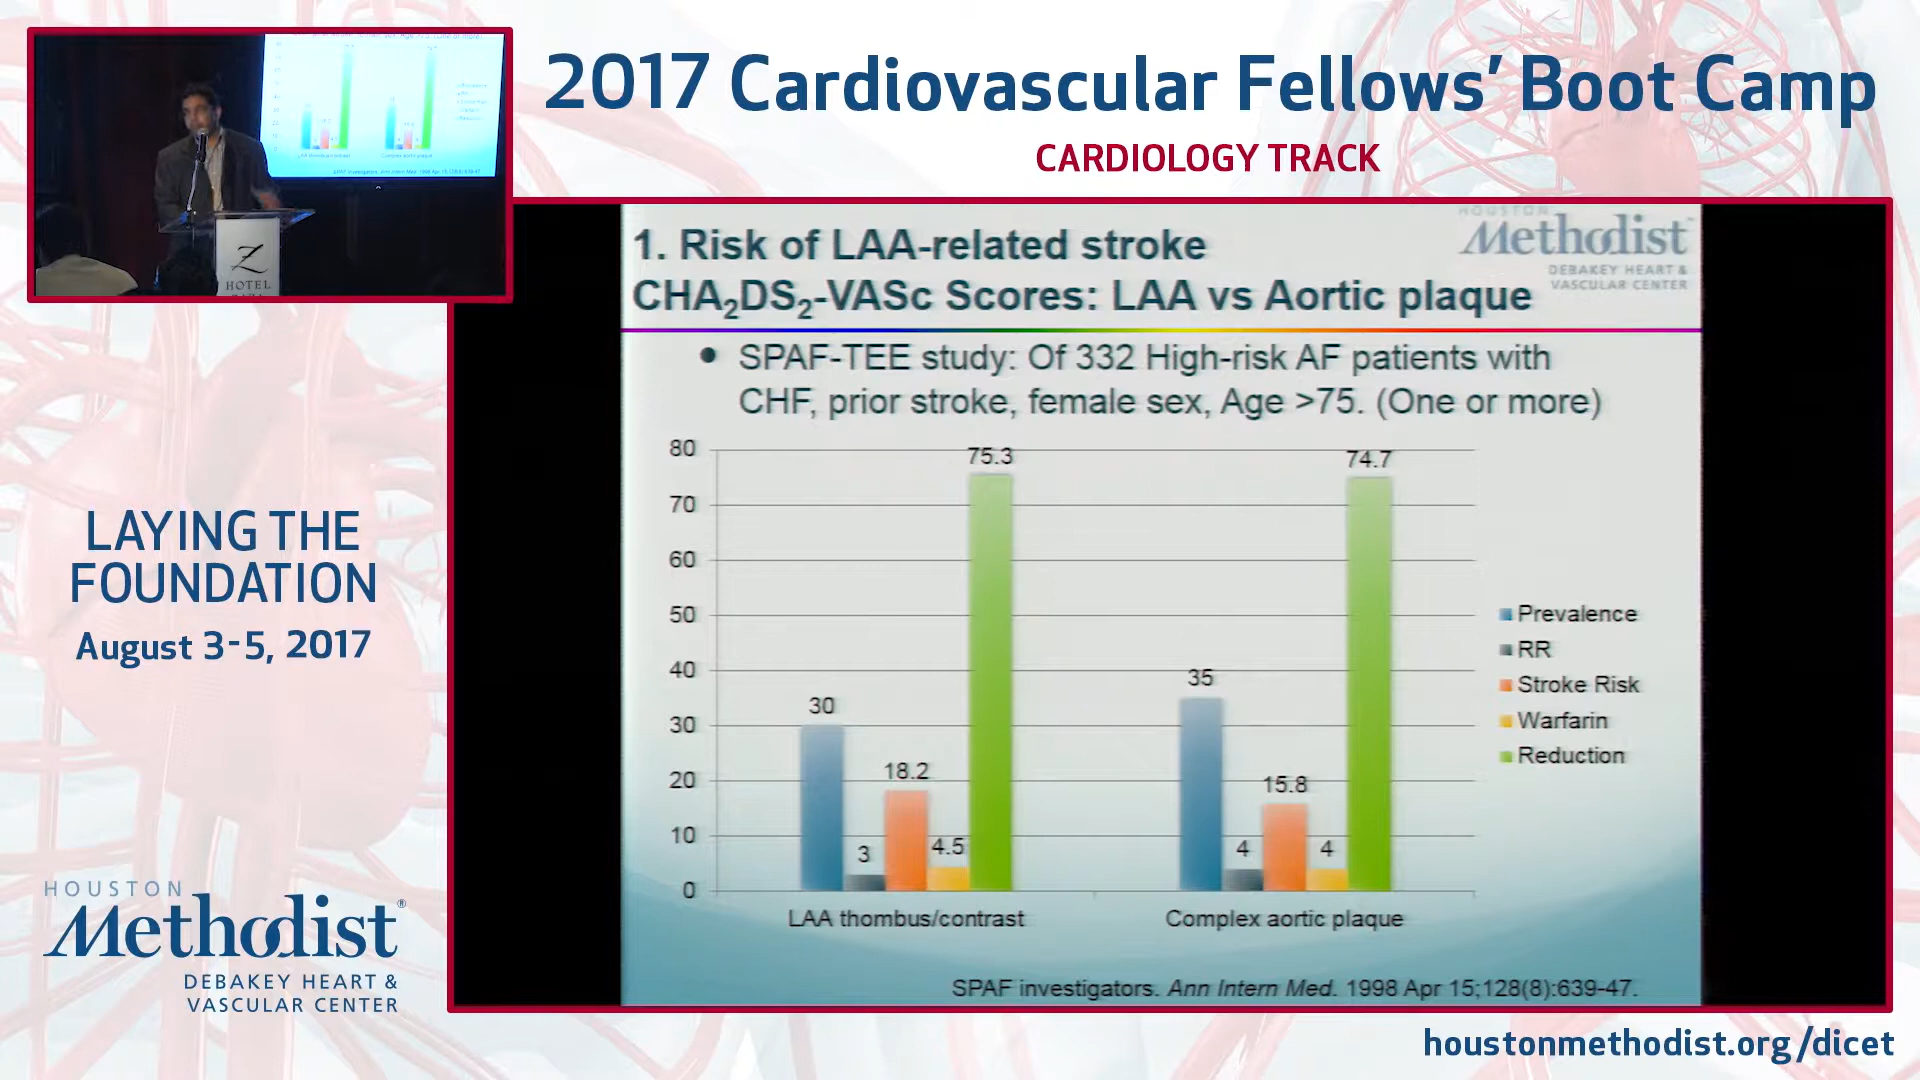 2017 Cardiovascular Fellows’ Boot Camp
CARDIOLOGY TRACK
HOTEL
LAYING THE
FOUNDATION
August 3-5, 2017
HOUSTON
Methodist®
DEBAKEY HEART &
VASCULAR CENTER
1. Risk of LAA-related stroke
CHA₂DS₂-VASc Scores: LAA vs Aortic plaque
HOUSTON
Methodist
DEBAKEY HEART &
VASCULAR CENTER
• SPAF-TEE study: Of 332 High-risk AF patients with
CHF, prior stroke, female sex, Age >75. (One or more)
80
70
60
50
40
30
20
10
0
30
3
18.2
4.5
75.3
35
4
15.8
4
74.7
LAA thombus/contrast
Complex aortic plaque
Prevalence
RR
Stroke Risk
Warfarin
Reduction
SPAF investigators. Ann Intern Med. 1998 Apr 15;128(8):639-47.
houstonmethodist.org/dicet